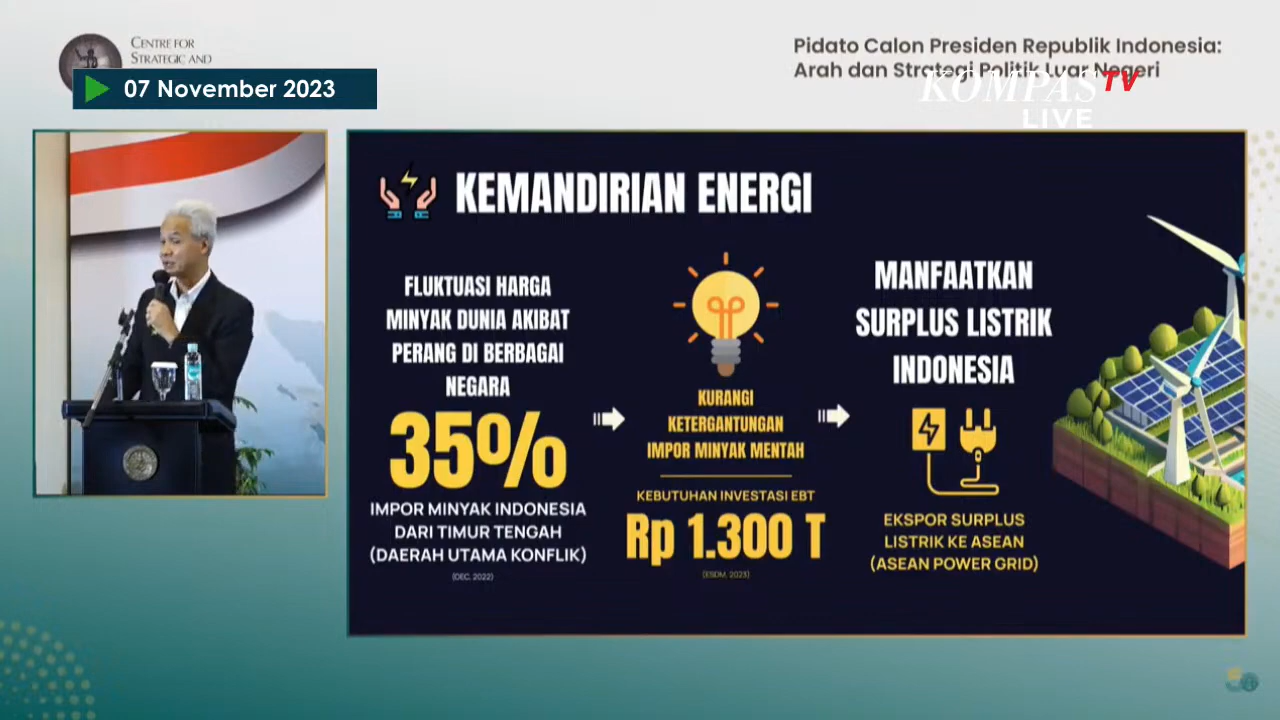 CENTRE FOR
STRATEGIC AND
07 November 2023
Pidato Calon Presiden Republik Indonesia:
Arah dan Strategi Politik Luar Negeri
KOMPAS TV
LIVE
KEMANDIRIAN ENERGI
FLUKTUASI HARGA
MINYAK DUNIA AKIBAT
PERANG DI BERBAGAI
NEGARA
35%
IMPOR MINYAK INDONESIA
DARI TIMUR TENGAH
(DAERAH UTAMA KONFLIK)
(DEC, 2022)
KURANGI
KETERGANTUNGAN
IMPOR MINYAK MENTAH
KEBUTUHAN INVESTASI EBT
Rp 1.300 T
(ESDM, 2023)
MANFAATKAN
SURPLUS LISTRIK
INDONESIA
EKSPOR SURPLUS
LISTRIK KE ASEAN
(ASEAN POWER GRID)